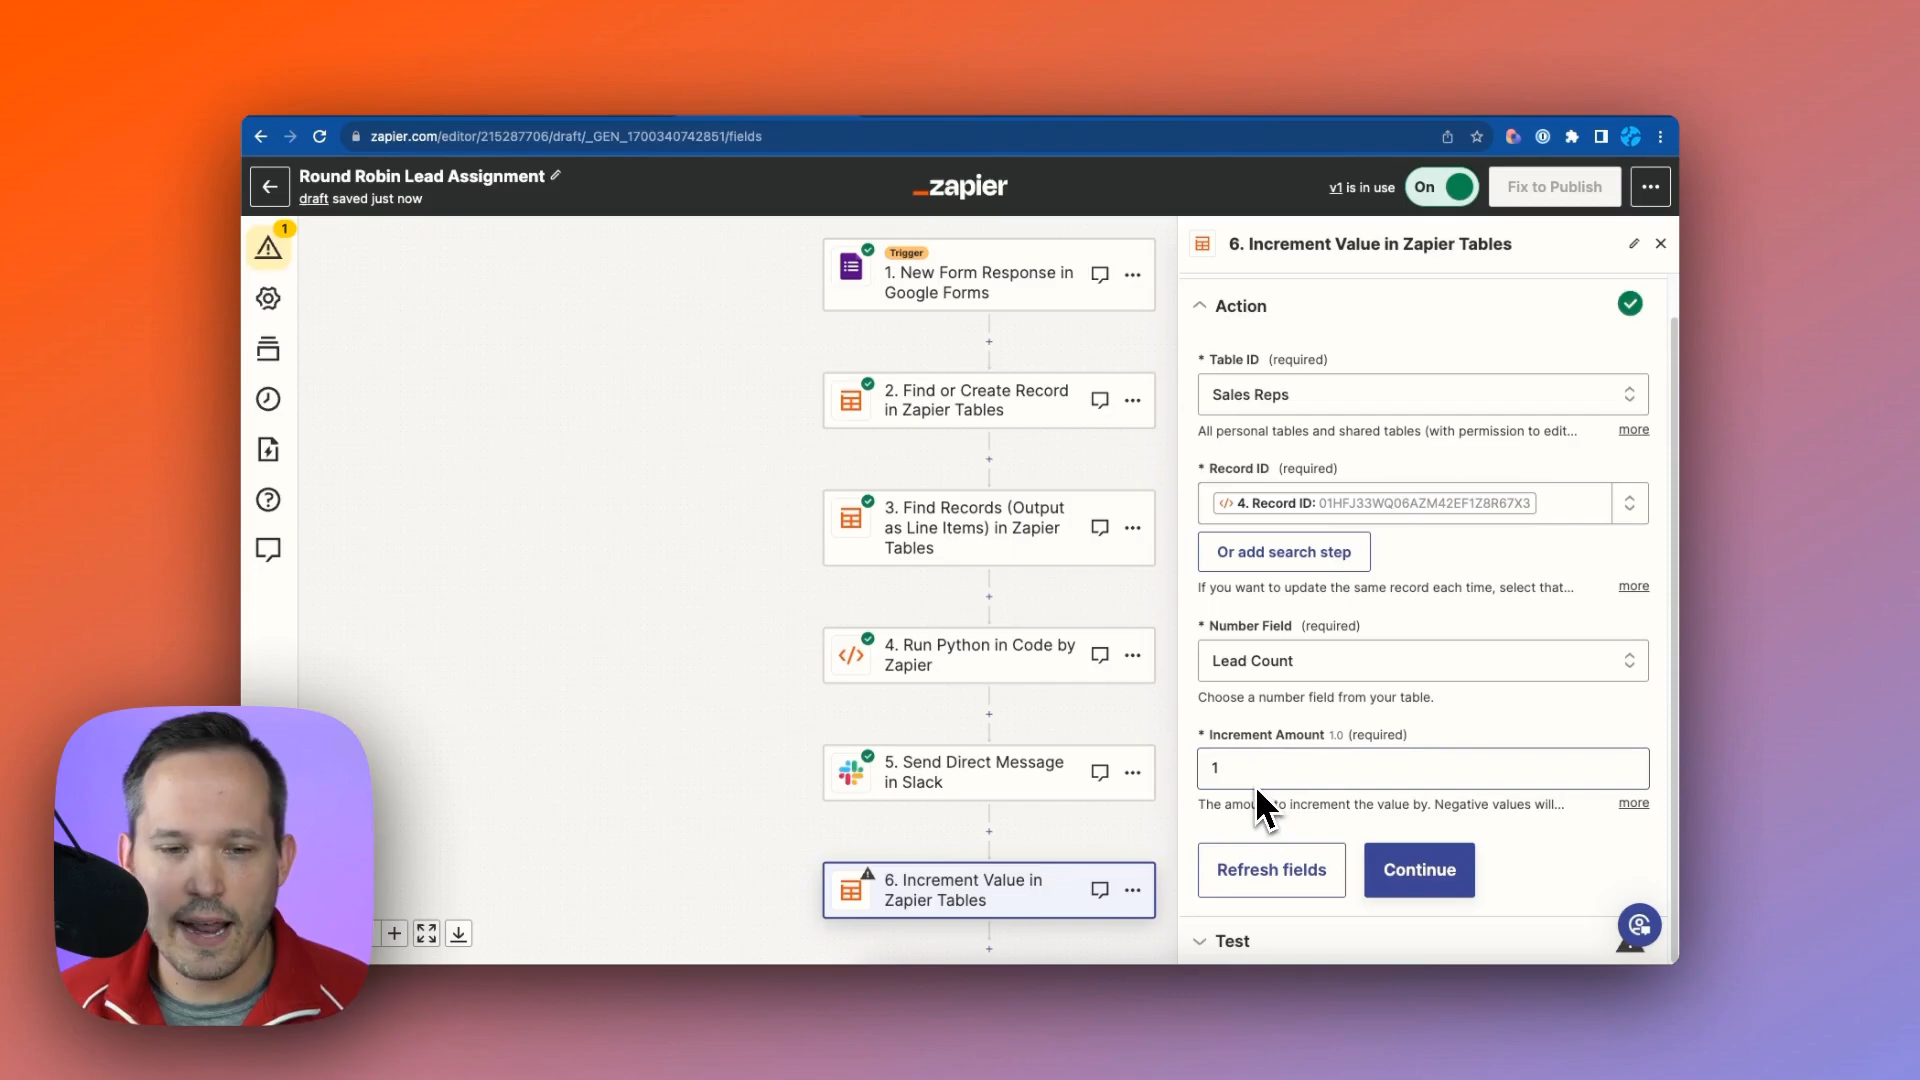 zapier.com/editor/215287706/draft/_GEN_1700340742851/fields
Round Robin Lead Assignment
draft saved just now
_zapier
v1 is in use
On
Fix to Publish
1
Trigger
1. New Form Response in
Google Forms
2. Find or Create Record
in Zapier Tables
3. Find Records (Output
as Line Items) in Zapier
Tables
4. Run Python in Code by
Zapier
5. Send Direct Message
in Slack
6. Increment Value in
Zapier Tables
6. Increment Value in Zapier Tables
Action
* Table ID (required)
Sales Reps
All personal tables and shared tables (with permission to edit... more
* Record ID (required)
4. Record ID: 01HFJ33WQ06AZM42EF1Z8R67X3
Or add search step
If you want to update the same record each time, select that... more
* Number Field (required)
Lead Count
Choose a number field from your table.
* Increment Amount 1.0 (required)
1
The to increment the value by. Negative values will... more
Refresh fields
Continue
Test